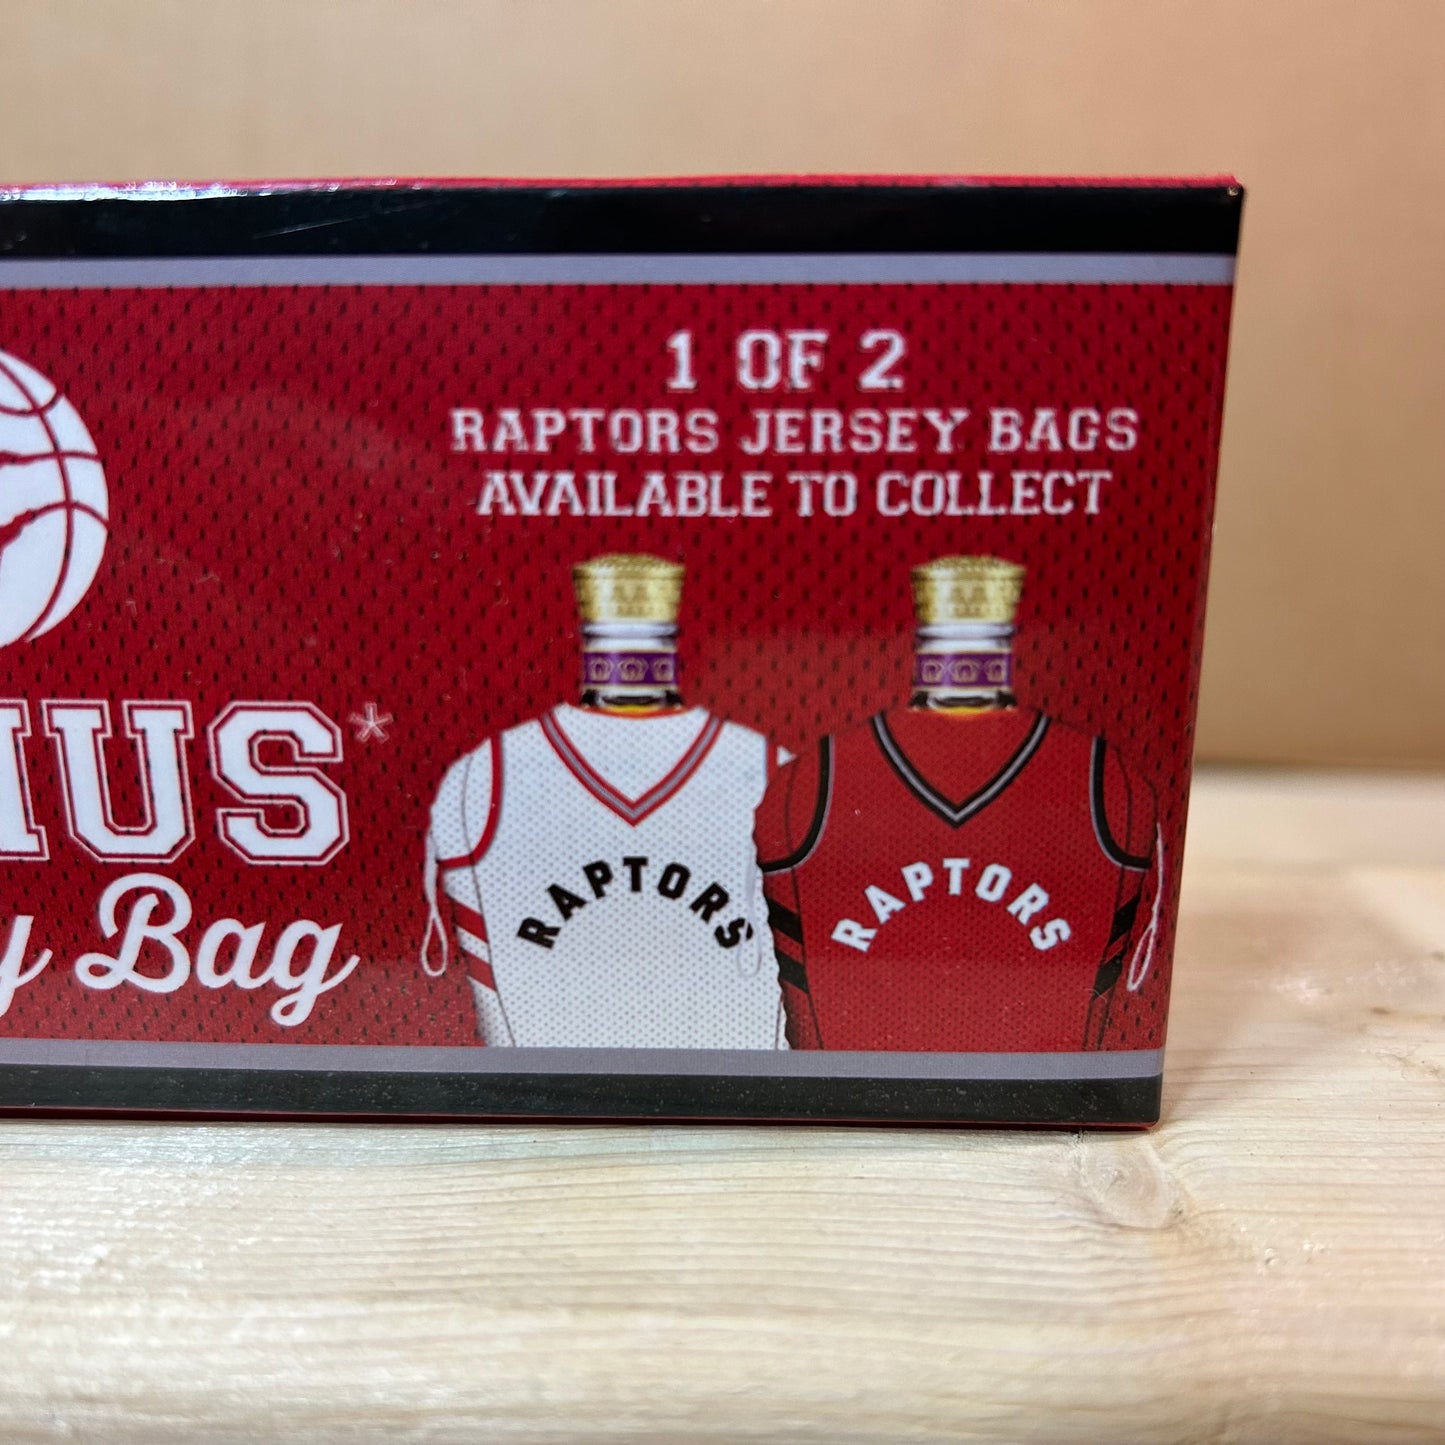 1 OF 2
RAPTORS JERSEY BAGS
AVAILABLE TO COLLECT
IUS*
y Bag
RAPTORS
RAPTORS